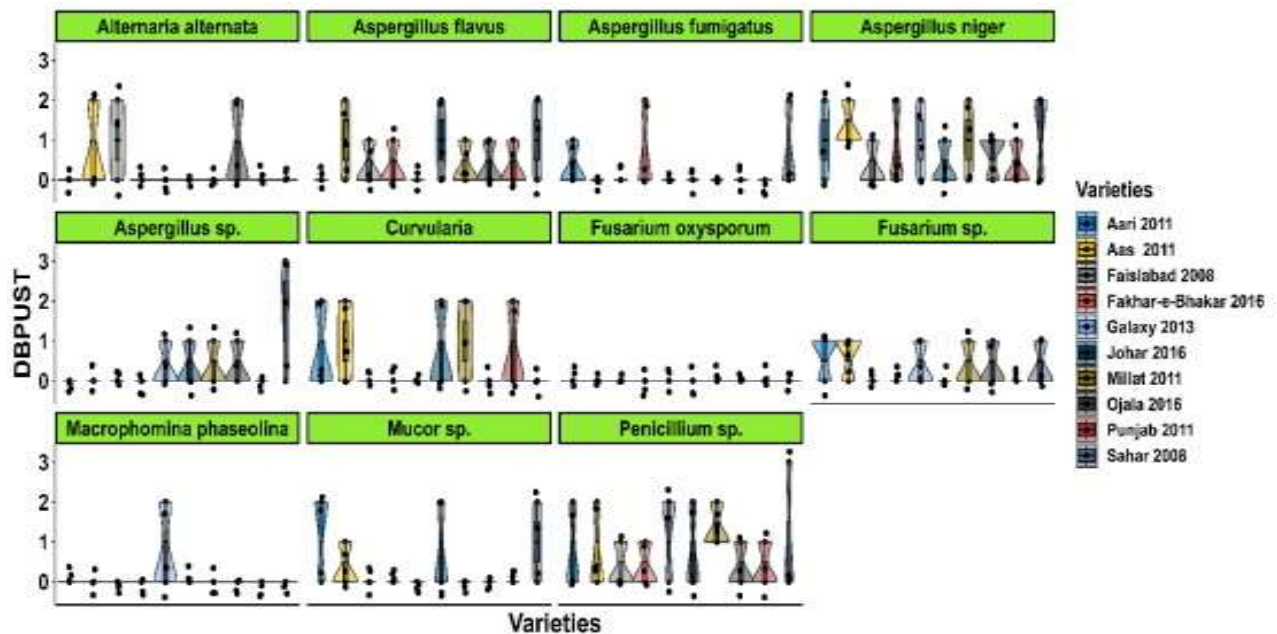 Alternaria alternata
Aspergillus flavus
Aspergillus fumigatus
Aspergillus niger
3
2
1
0
Aspergillus sp.
Curvularia
Fusarium oxysporum
Fusarium sp.
3
2
1
0
DBPUST
Macrophomina phaseolina
Mucor sp.
Penicillium sp.
3
2
1
0
Varieties
Varieties
Aari 2011
Aas 2011
Faislabad 2008
Fakhar-e-Bhakar 2016
Galaxy 2013
Johar 2016
Millat 2011
Ojala 2016
Punjab 2011
Sahar 2008